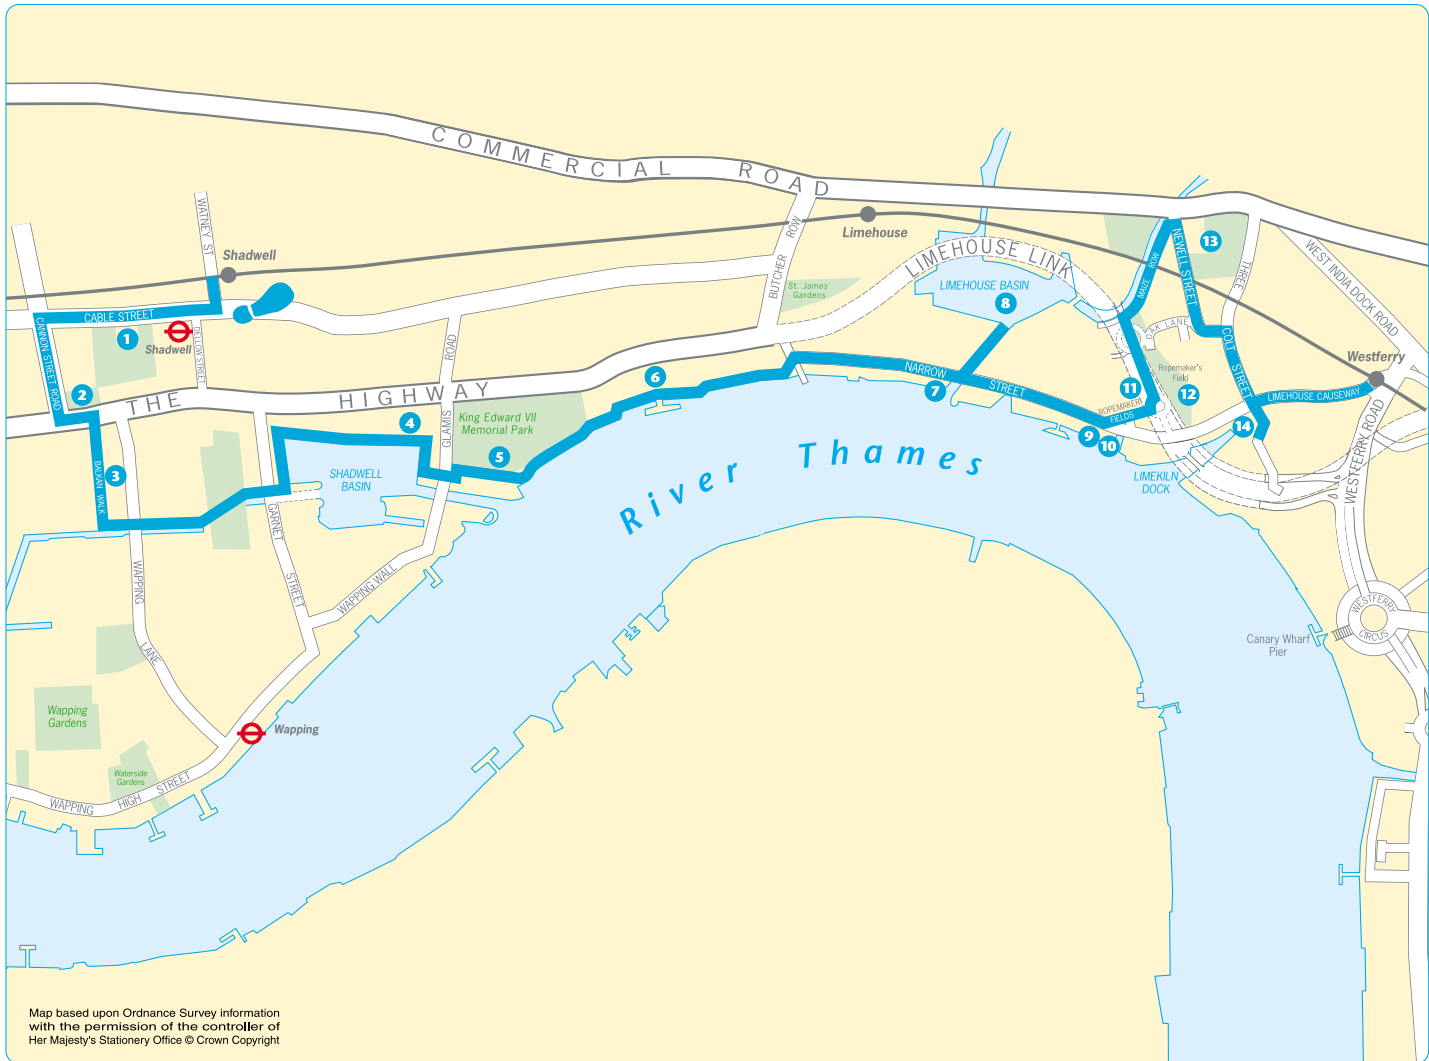 COMMERCIAL ROAD
WATNEY ST
Shadwell
Limehouse
BUTCHER ROW
LIMEHOUSE LINK
LIMEHOUSE BASIN
8
St. James'
Gardens
MAIZE ROW
NEWELL STREET
13
THREE
COLT STREET
WEST INDIA DOCK ROAD
Westferry
CABLE STREET
1
Shadwell
DELLOW STREET
CANNON STREET ROAD
2
THE HIGHWAY
GLAMIS ROAD
4
King Edward VII
Memorial Park
5
6
NARROW STREET
7
OAK LANE
Ropemaker's
Field
11
12
ROPEMAKER
FIELDS
9
10
LIMEHOUSE CAUSEWAY
14
LIMEKILN
DOCK
WESTFERRY ROAD
3
BALKAN WALK
SHADWELL
BASIN
River Thames
GARNET STREET
WAPPING LANE
WAPPING WALL
WESTFERRY
CIRCUS
Canary Wharf
Pier
Wapping
Gardens
Wapping
Waterside
Gardens
WAPPING HIGH STREET
Map based upon Ordnance Survey information
with the permission of the controller of
Her Majesty's Stationery Office © Crown Copyright